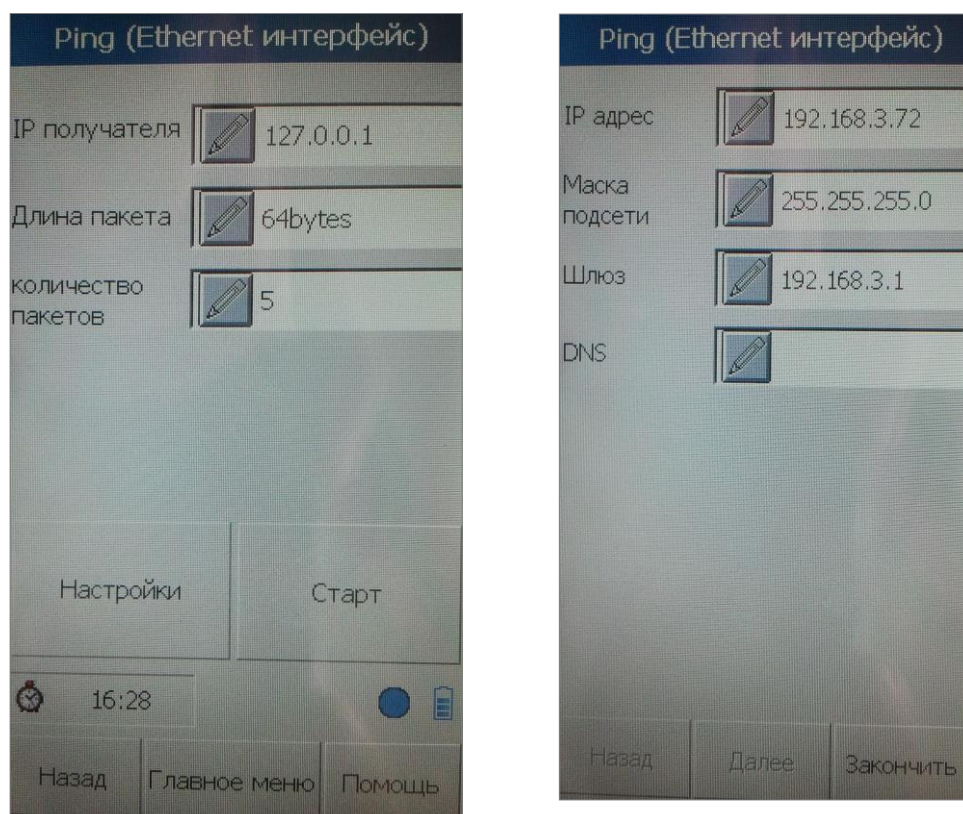 Ping (Ethernet интерфейс)
IP получателя
127.0.0.1
Длина пакета
64bytes
количество
пакетов
5
Настройки
Старт
16:28
Назад
Главное меню
Помощь
Ping (Ethernet интерфейс)
IP адрес
192.168.3.72
Маска
подсети
255.255.255.0
Шлюз
192.168.3.1
DNS
Назад
Далее
Закончить